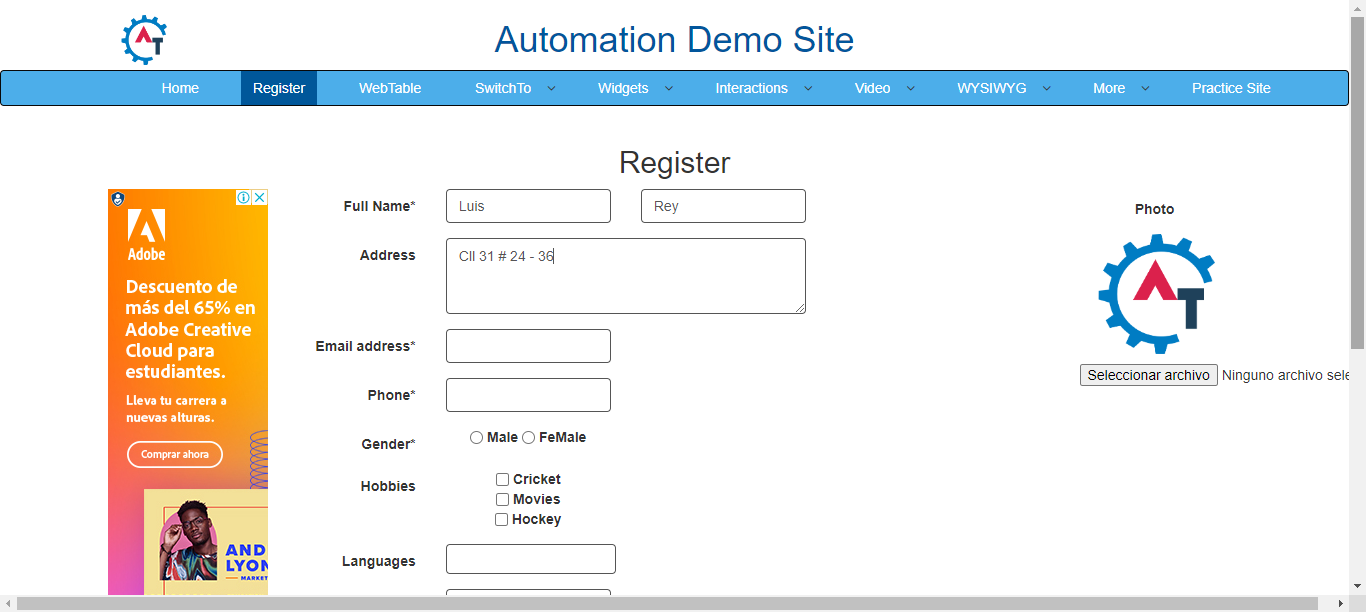 AT
Automation Demo Site
Home Register WebTable SwitchTo Widgets Interactions Video WYSIWYG More Practice Site
Register
Full Name* Luis Rey
Address Cll 31 # 24 - 36
Email address*
Phone*
Gender* Male FeMale
Hobbies Cricket
Movies
Hockey
Languages
Photo
AT
Seleccionar archivo Ninguno archivo sele
Adobe
Descuento de
más del 65% en
Adobe Creative
Cloud para
estudiantes.
Lleva tu carrera a
nuevas alturas.
Comprar ahora
AND
LYON
MARKET